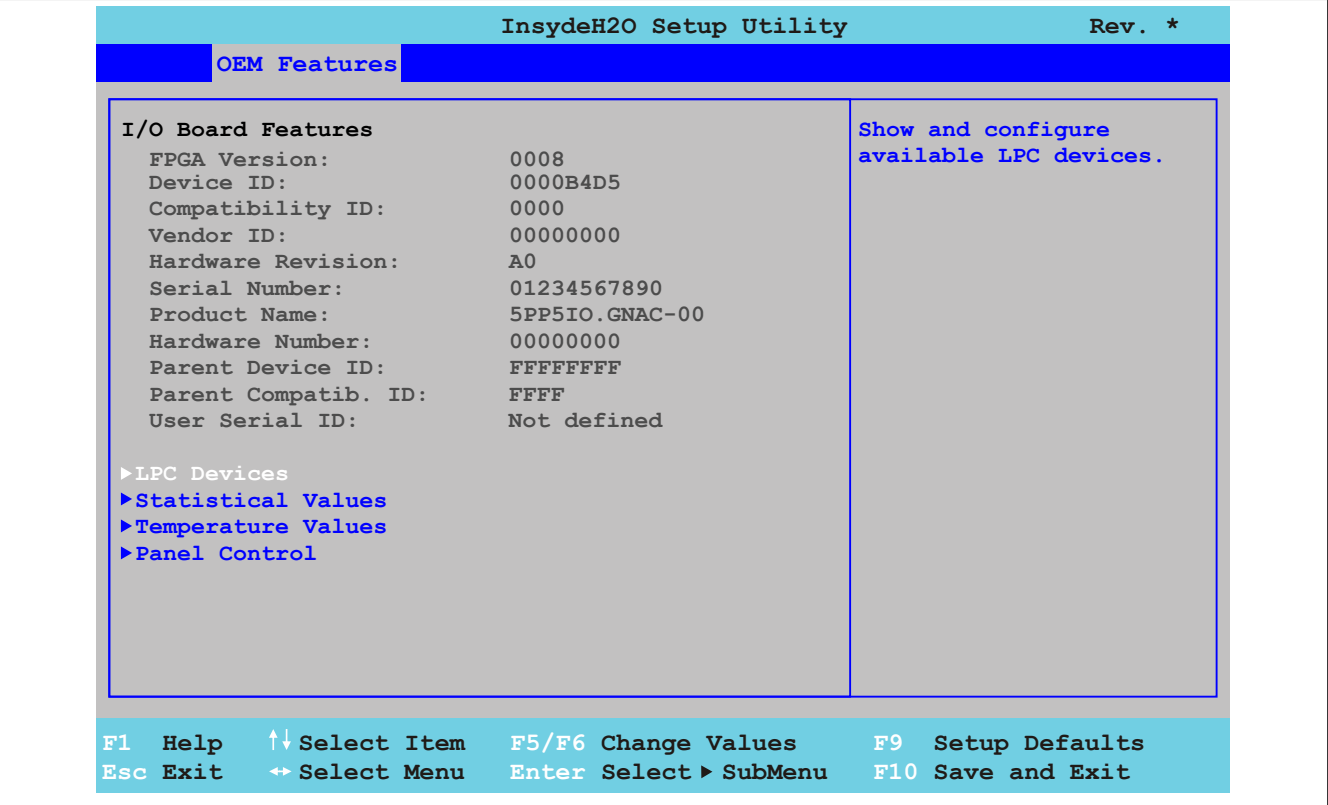 InsydeH2O Setup Utility Rev. *
OEM Features
I/O Board Features
FPGA Version: 0008
Device ID: 0000B4D5
Compatibility ID: 0000
Vendor ID: 00000000
Hardware Revision: A0
Serial Number: 01234567890
Product Name: 5PP5IO.GNAC-00
Hardware Number: 00000000
Parent Device ID: FFFFFFFF
Parent Compatib. ID: FFFF
User Serial ID: Not defined
▶LPC Devices
▶Statistical Values
▶Temperature Values
▶Panel Control
Show and configure
available LPC devices.
F1 Help ↑↓ Select Item F5/F6 Change Values F9 Setup Defaults
Esc Exit ↔ Select Menu Enter Select ▶ SubMenu F10 Save and Exit